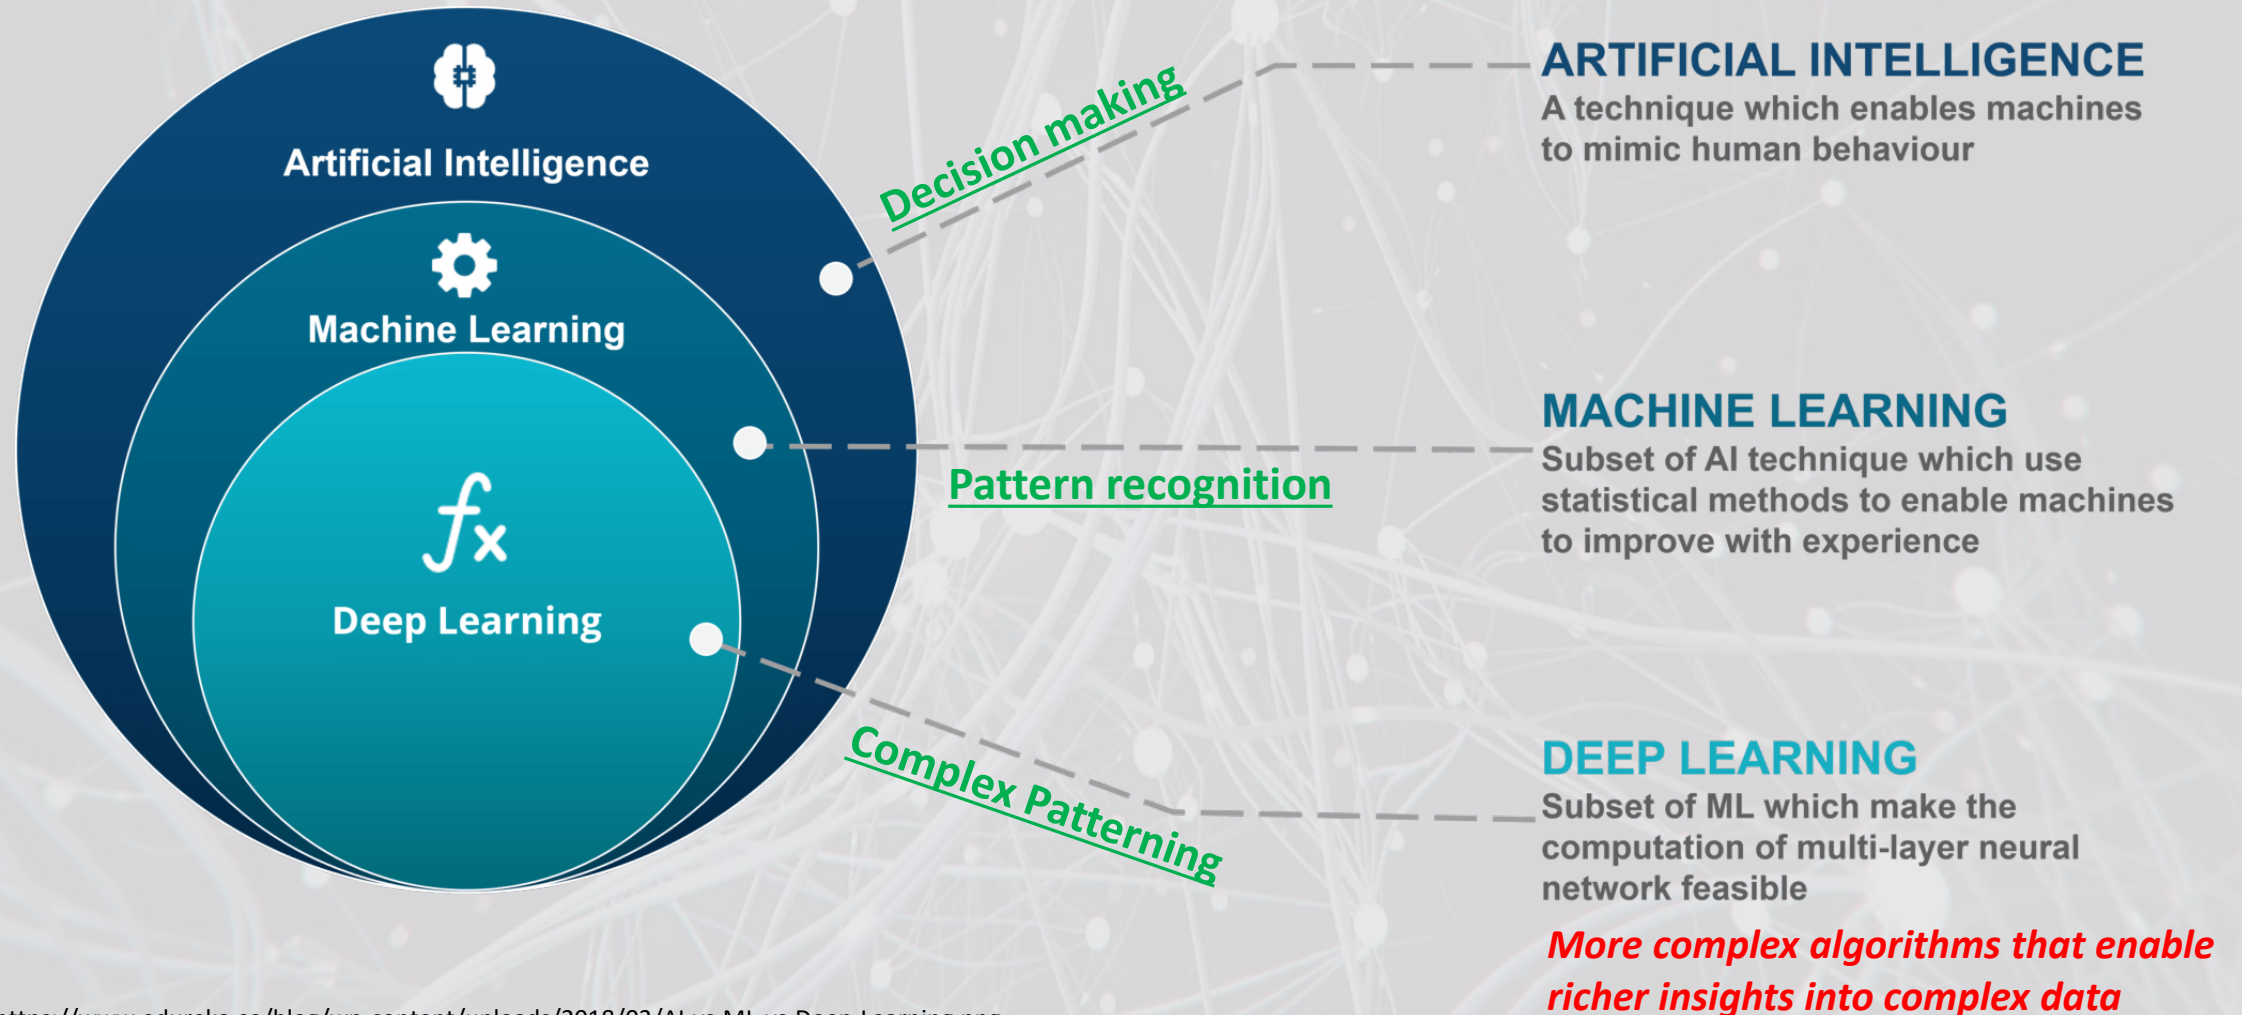 Artificial Intelligence
Machine Learning
fx
Deep Learning
Decision making
Pattern recognition
Complex Patterning
ARTIFICIAL INTELLIGENCE
A technique which enables machines
to mimic human behaviour
MACHINE LEARNING
Subset of AI technique which use
statistical methods to enable machines
to improve with experience
DEEP LEARNING
Subset of ML which make the
computation of multi-layer neural
network feasible
More complex algorithms that enable
richer insights into complex data